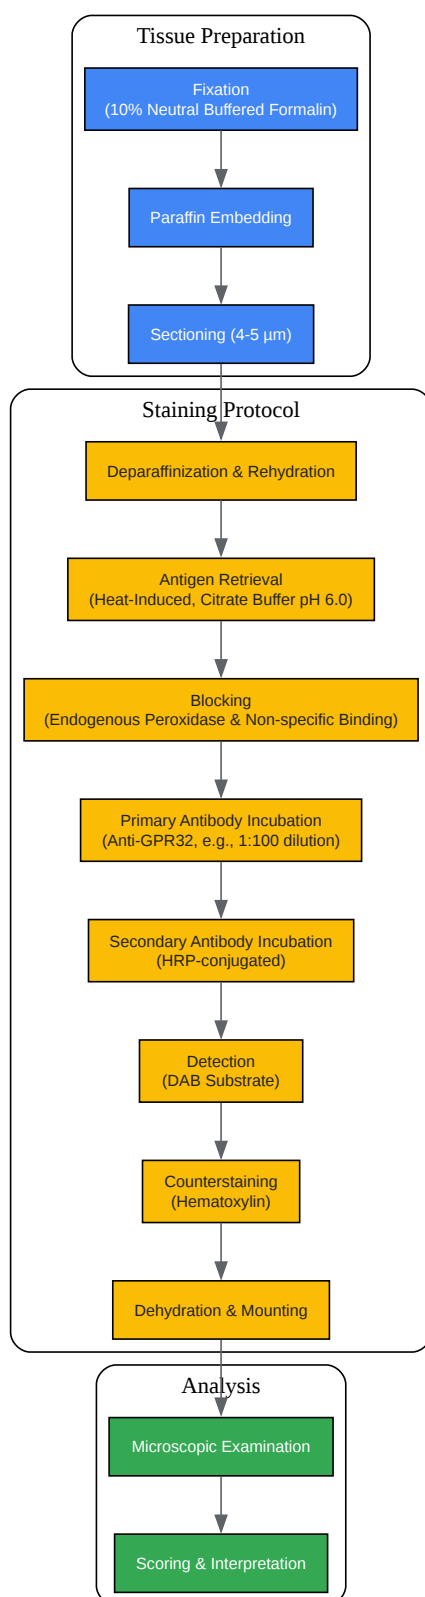 Tissue Preparation
Fixation
(10% Neutral Buffered Formalin)
Paraffin Embedding
Sectioning (4-5 µm)
Staining Protocol
Deparaffinization & Rehydration
Antigen Retrieval
(Heat-Induced, Citrate Buffer pH 6.0)
Blocking
(Endogenous Peroxidase & Non-specific Binding)
Primary Antibody Incubation
(Anti-GPR32, e.g., 1:100 dilution)
Secondary Antibody Incubation
(HRP-conjugated)
Detection
(DAB Substrate)
Counterstaining
(Hematoxylin)
Dehydration & Mounting
Analysis
Microscopic Examination
Scoring & Interpretation